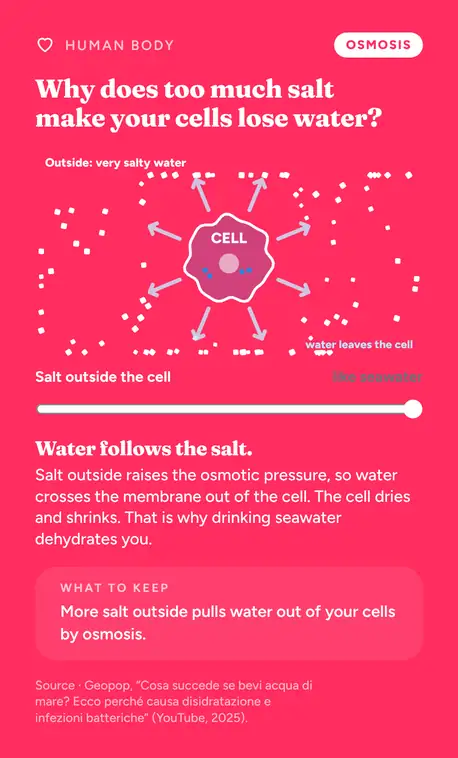 HUMAN BODY
OSMOSIS
Why does too much salt
make your cells lose water?
Outside: very salty water
CELL
water leaves the cell
Salt outside the cell
like seawater
Water follows the salt.
Salt outside raises the osmotic pressure, so water
crosses the membrane out of the cell. The cell dries
and shrinks. That is why drinking seawater
dehydrates you.
WHAT TO KEEP
More salt outside pulls water out of your cells
by osmosis.
Source · Geopop, “Cosa succede se bevi acqua di
mare? Ecco perché causa disidratazione e
infezioni batteriche” (YouTube, 2025).